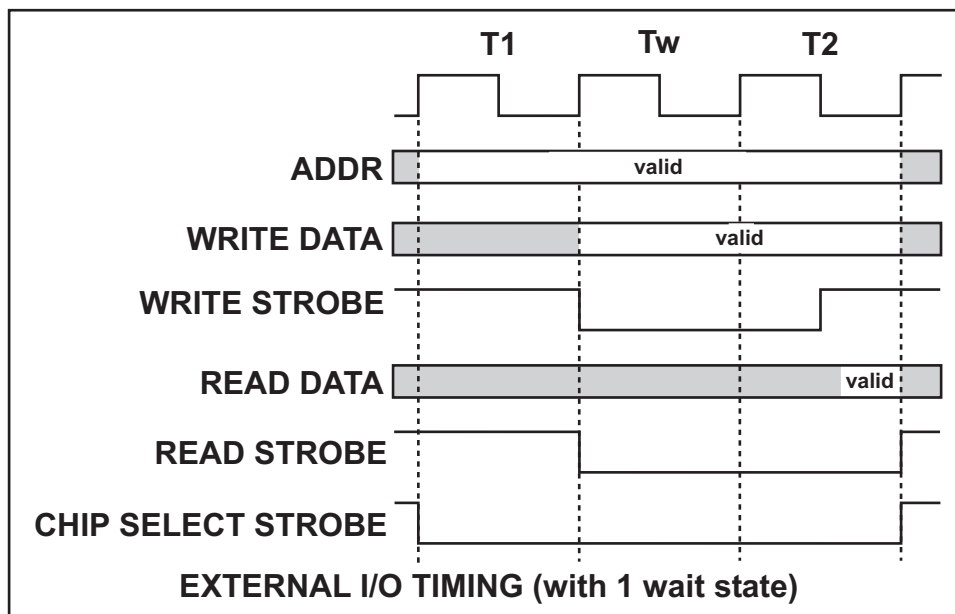 T1 Tw T2
ADDR valid
WRITE DATA valid
WRITE STROBE
READ DATA valid
READ STROBE
CHIP SELECT STROBE
EXTERNAL I/O TIMING (with 1 wait state)